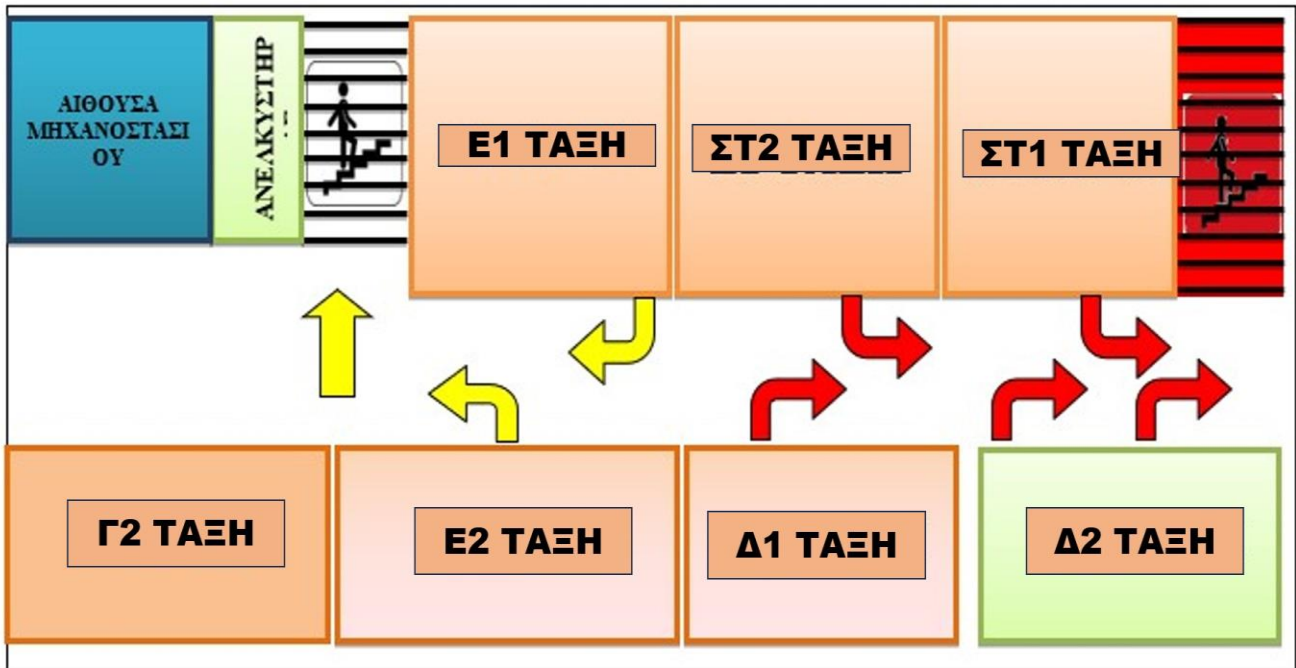 ΑΙΘΟΥΣΑ
ΜΗΧΑΝΟΣΤΑΣΙ
ΟΥ
ΑΝΕΛΚΥΣΤΗΡ
Ε1 ΤΑΞΗ
ΣΤ2 ΤΑΞΗ
ΣΤ1 ΤΑΞΗ
Γ2 ΤΑΞΗ
Ε2 ΤΑΞΗ
Δ1 ΤΑΞΗ
Δ2 ΤΑΞΗ